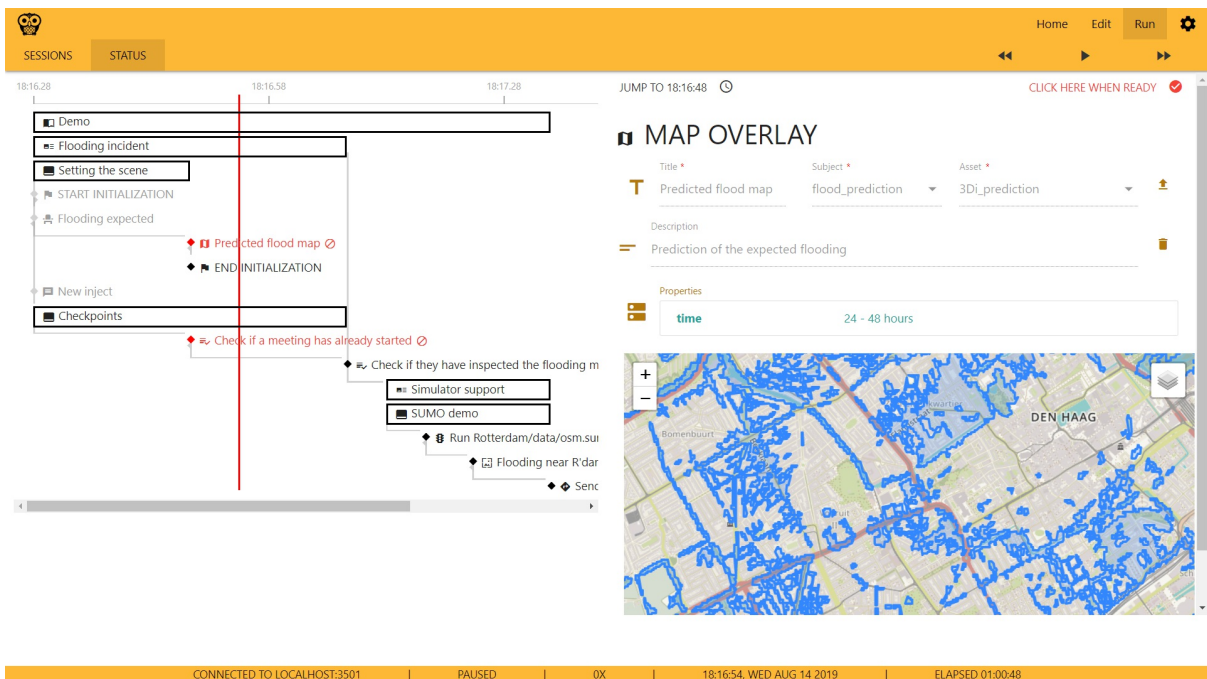 Home Edit Run
SESSIONS STATUS
18:16.28 18:16.58 17:17.28
JUMP TO 18:16:48 CLICK HERE WHEN READY
Demo
Flooding incident
Setting the scene
START INITIALIZATION
Flooding expected
Predicted flood map
END INITIALIZATION
New inject
Checkpoints
Check if a meeting has already started
Check if they have inspected the flooding m
Simulator support
SUMO demo
Run Rotterdam/data/osm.su
Flooding near R'dar
Send
MAP OVERLAY
Title * Subject * Asset *
Predicted flood map flood_prediction 3Di_prediction
Description
Prediction of the expected flooding
Properties
time 24 - 48 hours
+
−
DEN HAAG
Bomenbuurt
CONNECTED TO LOCALHOST:3501 | PAUSED | 0X | 18:16:54, WED AUG 14 2019 | ELAPSED 01:00:48